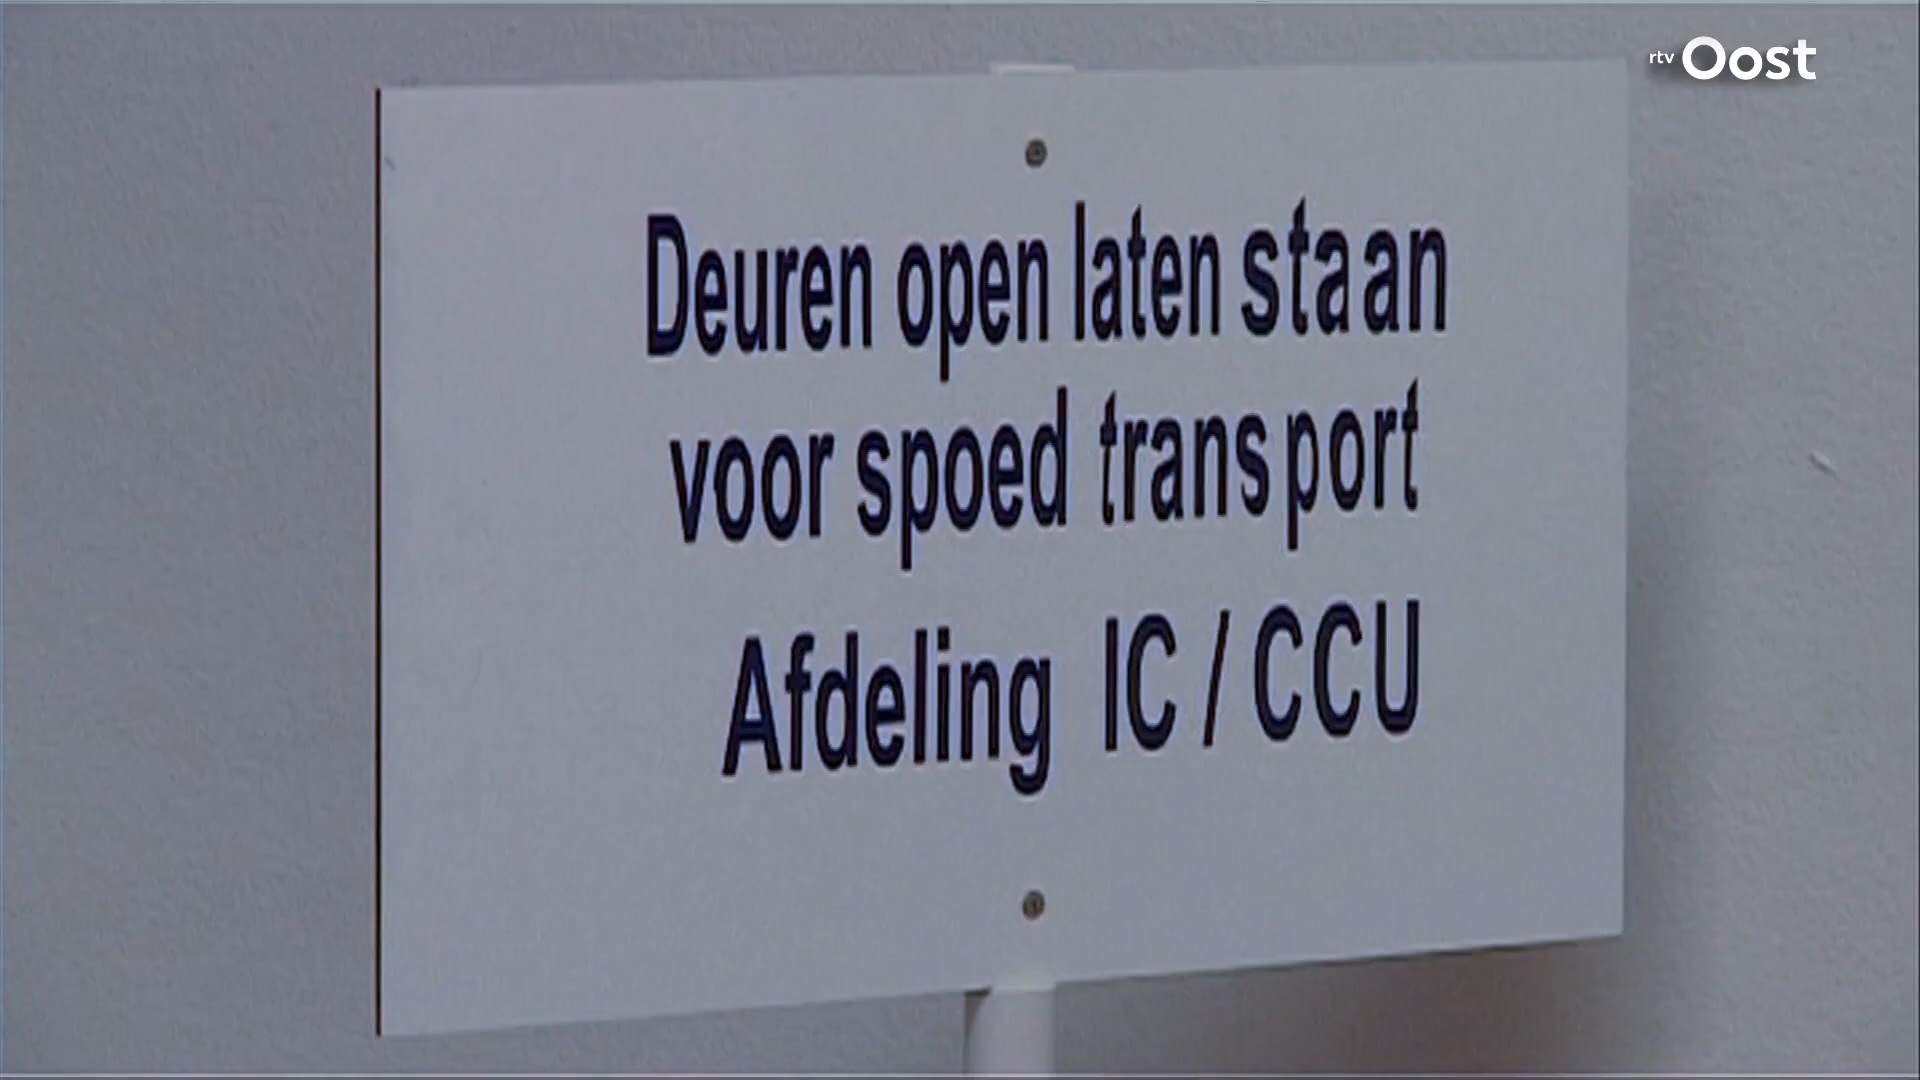 rtv Oost
Deuren open laten staan
voor spoed transport
Afdeling IC / CCU